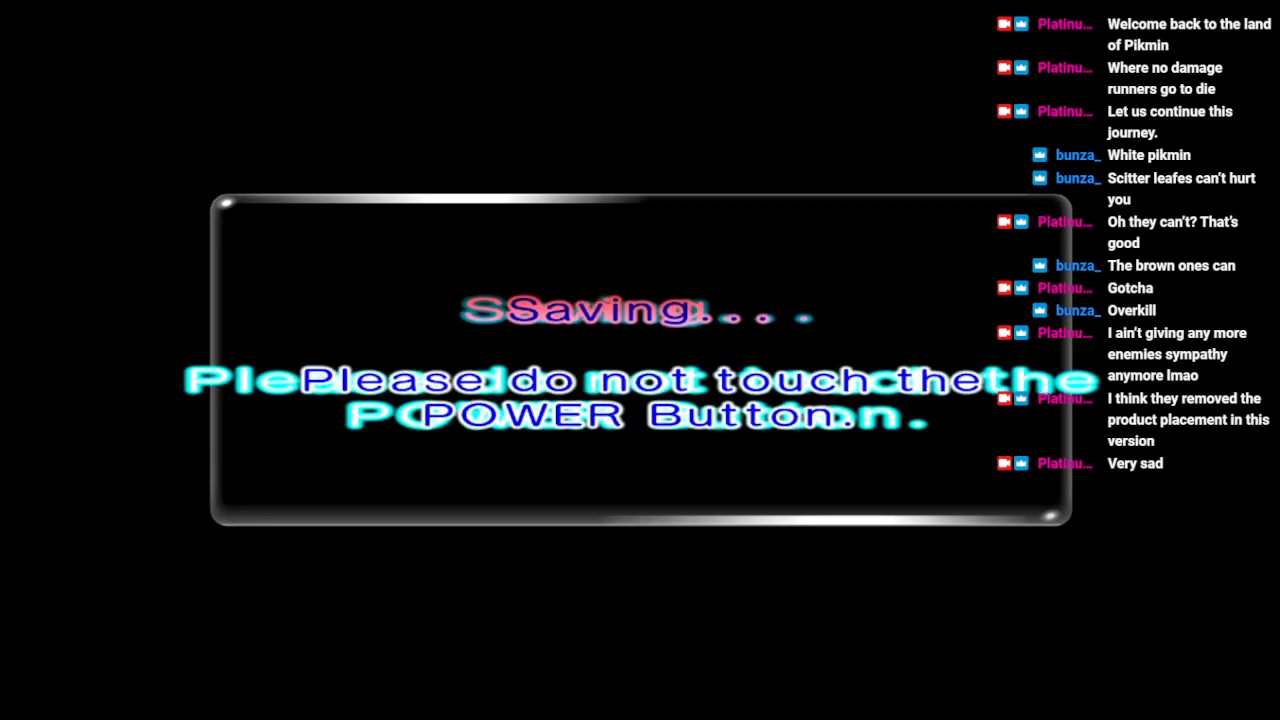 Saving. . . .
Please do not touch the
POWER Button.
Platinu... Welcome back to the land
of Pikmin
Platinu... Where no damage
runners go to die
Platinu... Let us continue this
journey.
bunza_ White pikmin
bunza_ Scitter leafes can't hurt
you
Platinu... Oh they can't? That's
good
bunza_ The brown ones can
Platinu... Gotcha
bunza_ Overkill
Platinu... I ain't giving any more
enemies sympathy
anymore lmao
Platinu... I think they removed the
product placement in this
version
Platinu... Very sad